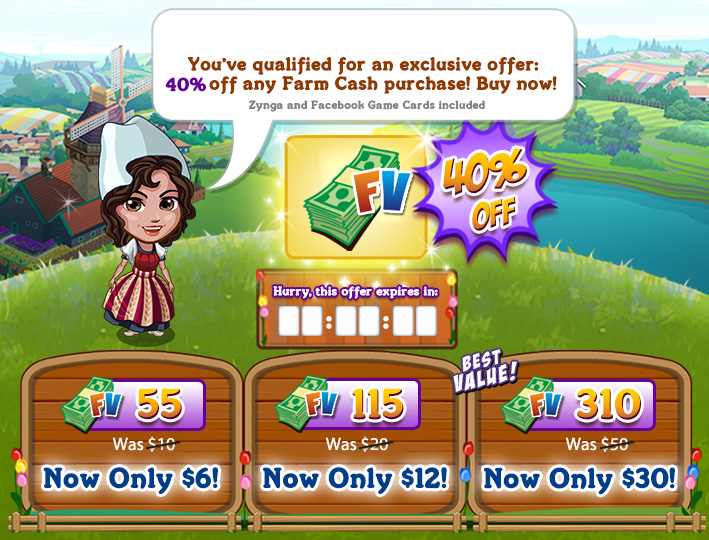 You've qualified for an exclusive offer:
40% off any Farm Cash purchase! Buy now!
Zynga and Facebook Game Cards included
FV
40%
OFF
Hurry, this offer expires in:
: :
FV 55
Was $10
Now Only $6!
FV 115
Was $20
Now Only $12!
BEST
VALUE!
FV 310
Was $50
Now Only $30!